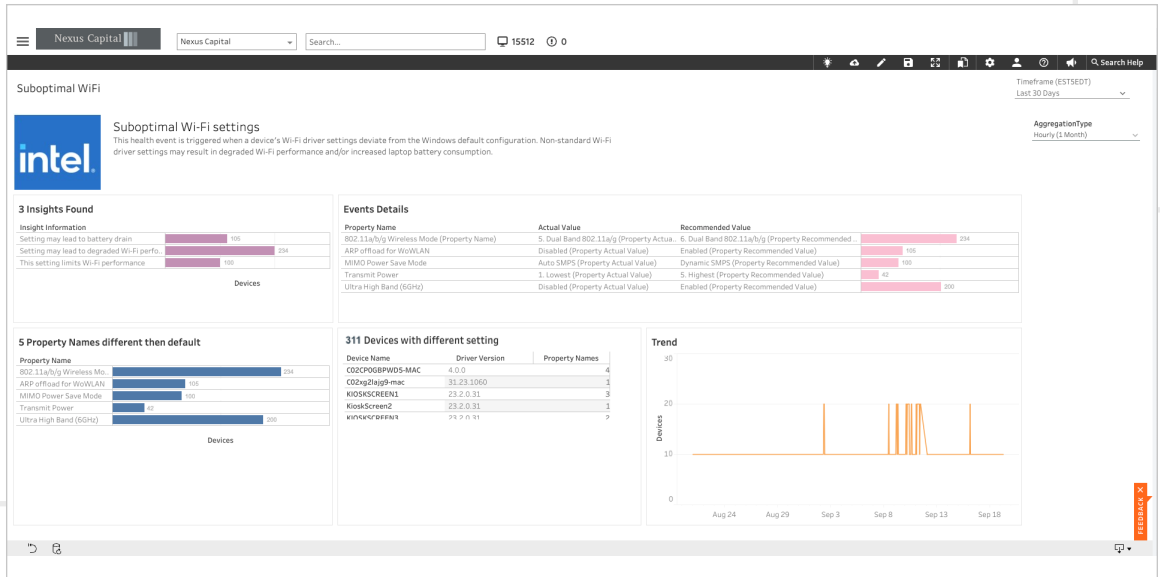 Nexus Capital
Nexus Capital
Search...
15512
0
Search Help
Suboptimal WiFi
Timeframe (ESTSEDT)
Last 30 Days
intel.
Suboptimal Wi-Fi settings
This health event is triggered when a device's Wi-Fi driver settings deviate from the Windows default configuration. Non-standard Wi-Fi
driver settings may result in degraded Wi-Fi performance and/or increased laptop battery consumption.
AggregationType
Hourly (1 Month)
3 Insights Found
Insight Information
Setting may lead to battery drain 105
Setting may lead to degraded Wi-Fi perfo.. 234
This setting limits Wi-Fi performance 100
Devices
Events Details
Property Name Actual Value Recommended Value
802.11a/b/g Wireless Mode (Property Name) 5. Dual Band 802.11a/g (Property Actua.. 6. Dual Band 802.11a/b/g (Property Recommended .. 234
ARP offload for WoWLAN Disabled (Property Actual Value) Enabled (Property Recommended Value) 105
MIMO Power Save Mode Auto SMPS (Property Actual Value) Dynamic SMPS (Property Recommended Value) 100
Transmit Power 1. Lowest (Property Actual Value) 5. Highest (Property Recommended Value) 42
Ultra High Band (6GHz) Disabled (Property Actual Value) Enabled (Property Recommended Value) 200
5 Property Names different then default
Property Name
802.11a/b/g Wireless Mo.. 234
ARP offload for WoWLAN 105
MIMO Power Save Mode 100
Transmit Power 42
Ultra High Band (6GHz) 200
Devices
311 Devices with different setting
Device Name Driver Version Property Names
C02CP0GBPWD5-MAC 4.0.0 4
C02xg2lajg9-mac 31.23.1060 1
KIOSKSCREEN1 23.2.0.31 3
KioskScreen2 23.2.0.31 1
KIOSKSCREEN3 23.2.0.31 2
Trend
30
20
10
0
Devices
Aug 24 Aug 29 Sep 3 Sep 8 Sep 13 Sep 18
FEEDBACK X